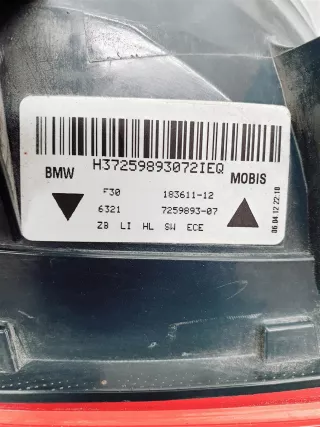 H37259893072IEQ
BMW MOBIS
F30 183611-12
6321 7259893-07
ZB LI HL SW ECE
06 04 12 22:10